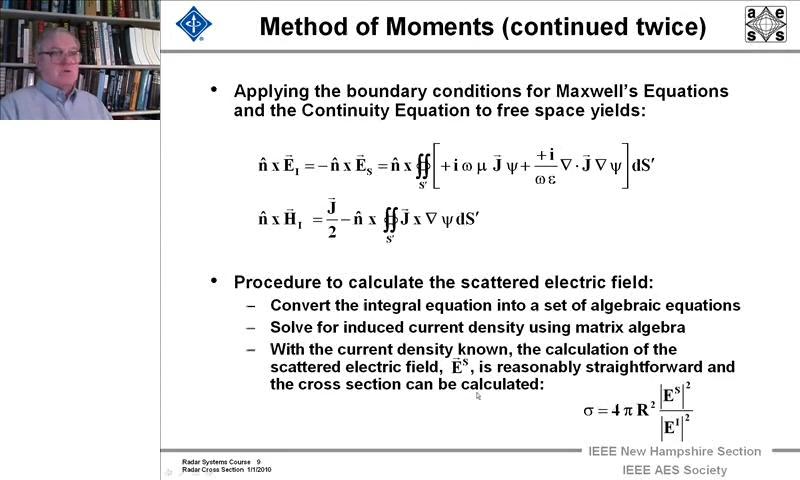 Method of Moments (continued twice)
a e
s s
• Applying the boundary conditions for Maxwell's Equations
and the Continuity Equation to free space yields:
n̂ x E⃗_I = − n̂ x E⃗_S = n̂ x ∯_S′ [ + i ω μ J⃗ ψ + (+ i / ω ε) ∇ · J⃗ ∇ ψ ] dS′
n̂ x H⃗_I = J⃗ / 2 − n̂ x ∯_S′ J⃗ x ∇ ψ dS′
• Procedure to calculate the scattered electric field:
– Convert the integral equation into a set of algebraic equations
– Solve for induced current density using matrix algebra
– With the current density known, the calculation of the
scattered electric field, E⃗^S, is reasonably straightforward and
the cross section can be calculated:
σ = 4 π R² |E^S|² / |E^I|²
IEEE New Hampshire Section
Radar Systems Course 9
Radar Cross Section 1/1/2010
IEEE AES Society